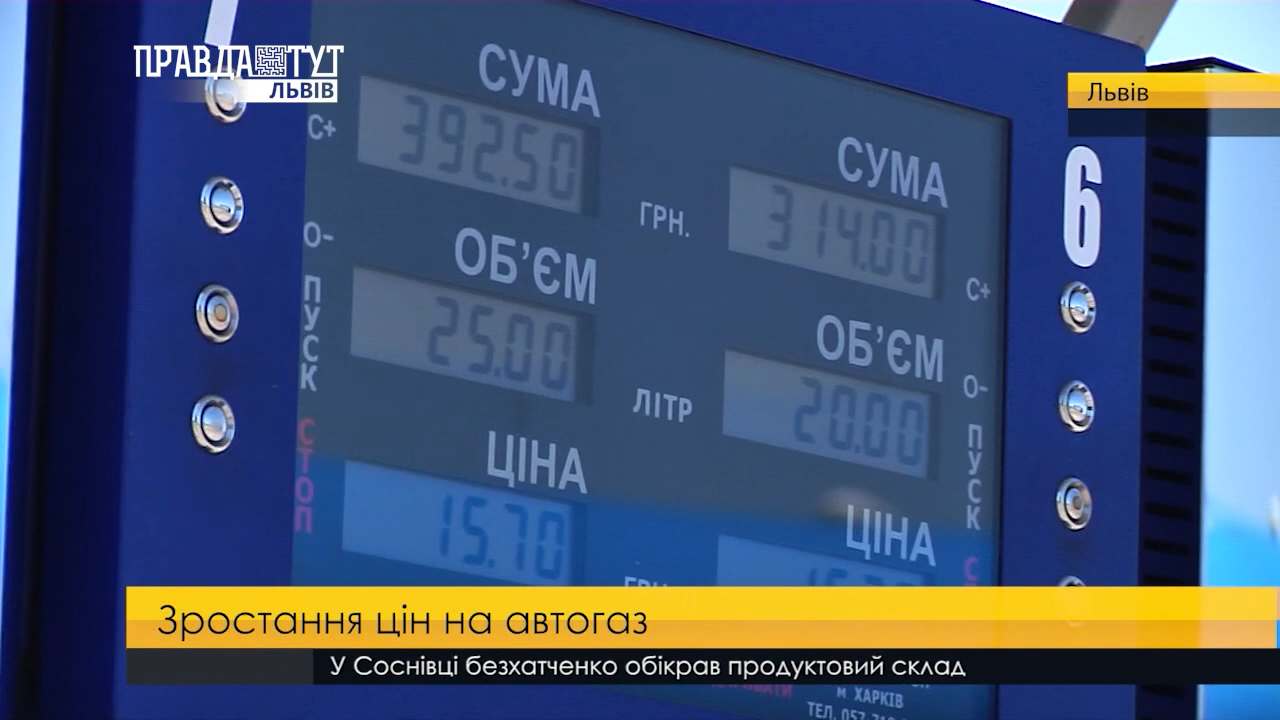 ПРАВДА ТУТ
ЛЬВІВ
Львів
6
СУМА
С+
392.50
ГРН.
СУМА
314.00
С+
О-
ОБ’ЄМ
25.00
ЛІТР
ОБ’ЄМ
20.00
О-
ПУСК
ПУСК
СТОП
ЦІНА
15.70
ЦІНА
Зростання цін на автогаз
У Соснівці безхатченко обікрав продуктовий склад
м ХАРКІВ